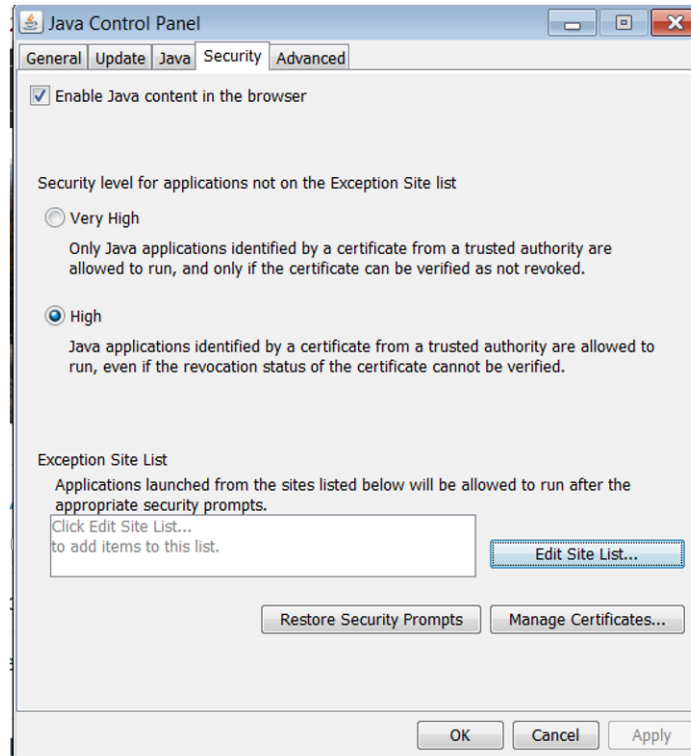 Java Control Panel
General Update Java Security Advanced
Enable Java content in the browser
Security level for applications not on the Exception Site list
Very High
Only Java applications identified by a certificate from a trusted authority are
allowed to run, and only if the certificate can be verified as not revoked.
High
Java applications identified by a certificate from a trusted authority are allowed to
run, even if the revocation status of the certificate cannot be verified.
Exception Site List
Applications launched from the sites listed below will be allowed to run after the
appropriate security prompts.
Click Edit Site List...
to add items to this list.
Edit Site List...
Restore Security Prompts Manage Certificates...
OK Cancel Apply